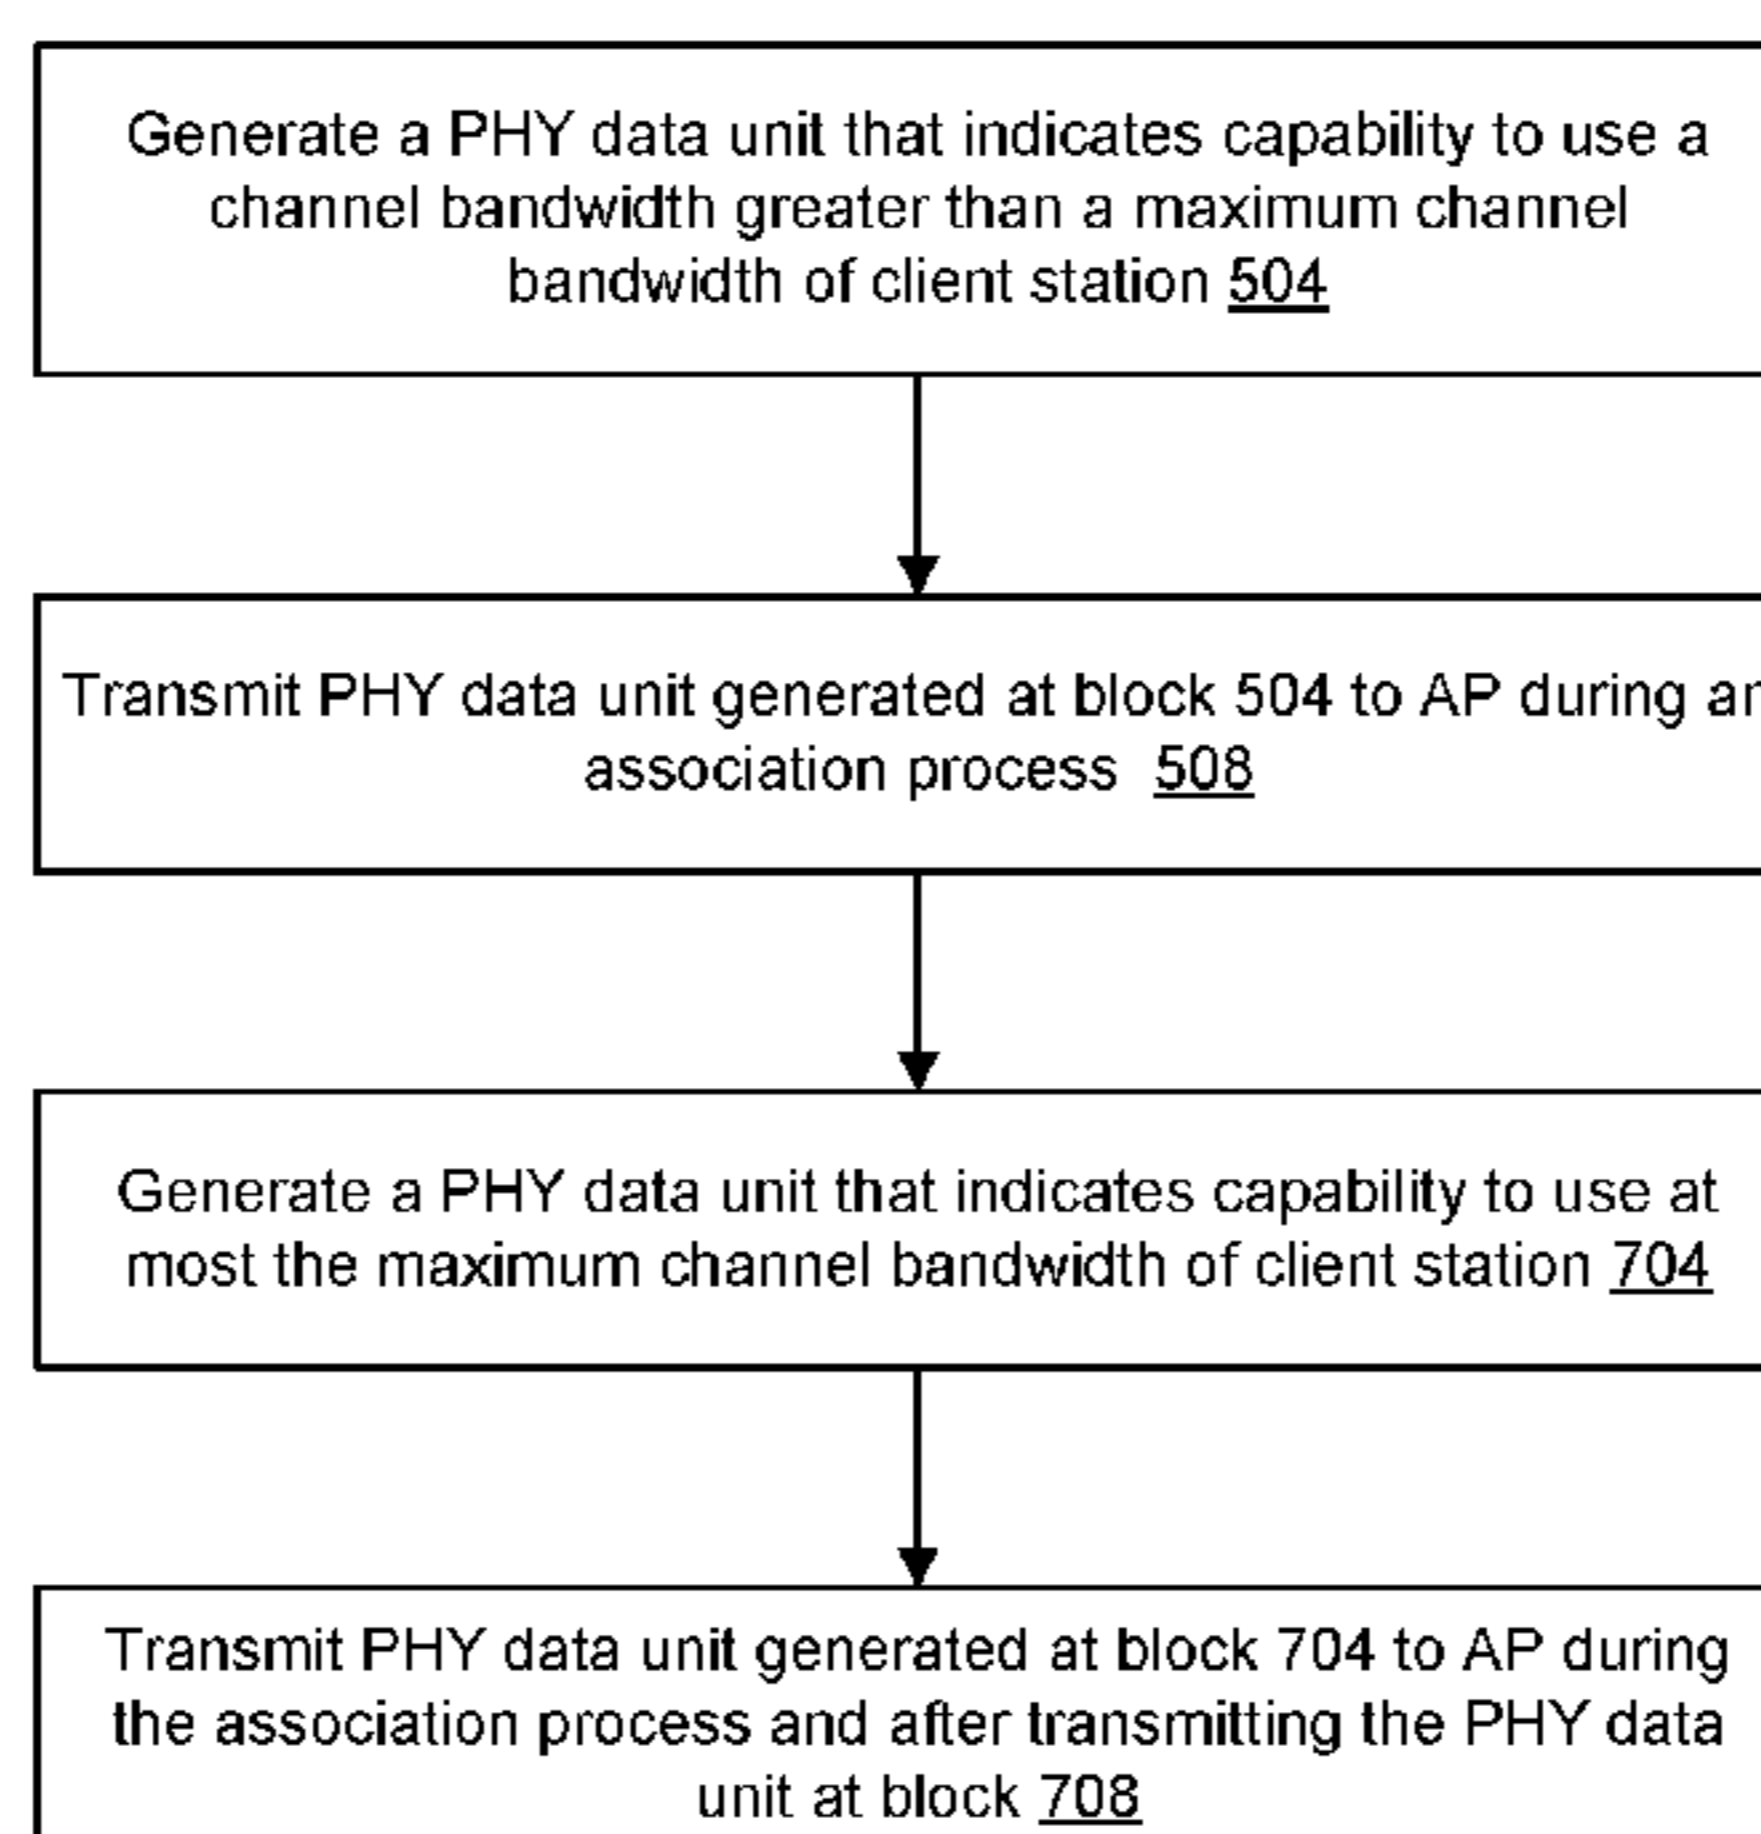 Generate a PHY data unit that indicates capability to use a
channel bandwidth greater than a maximum channel
bandwidth of client station 504
Transmit PHY data unit generated at block 504 to AP during
association process 508
Generate a PHY data unit that indicates capability to use at
most the maximum channel bandwidth of client station 704
Transmit PHY data unit generated at block 704 to AP during
the association process and after transmitting the PHY data
unit at block 708